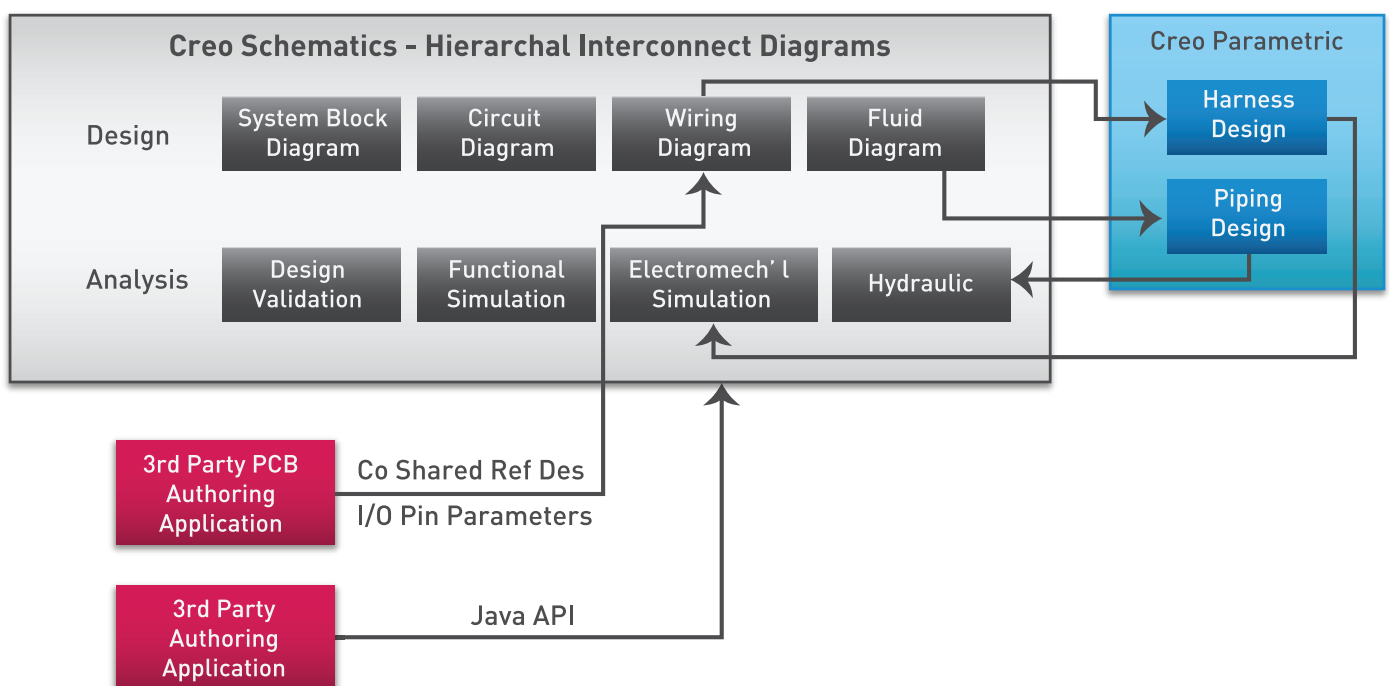 Creo Schematics - Hierarchal Interconnect Diagrams
Creo Parametric
Design
System Block
Diagram
Circuit
Diagram
Wiring
Diagram
Fluid
Diagram
Harness
Design
Piping
Design
Analysis
Design
Validation
Functional
Simulation
Electromech' l
Simulation
Hydraulic
3rd Party PCB
Authoring
Application
Co Shared Ref Des
I/O Pin Parameters
3rd Party
Authoring
Application
Java API